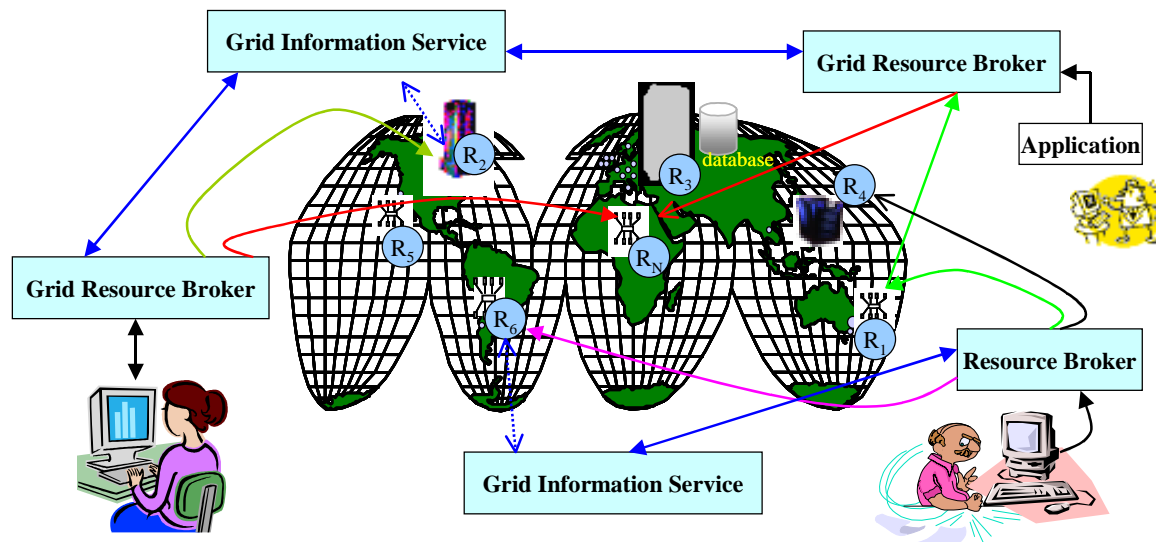 Grid Information Service
Grid Resource Broker
Application
database
R2
R3
R4
R5
RN
Grid Resource Broker
R6
R1
Resource Broker
Grid Information Service